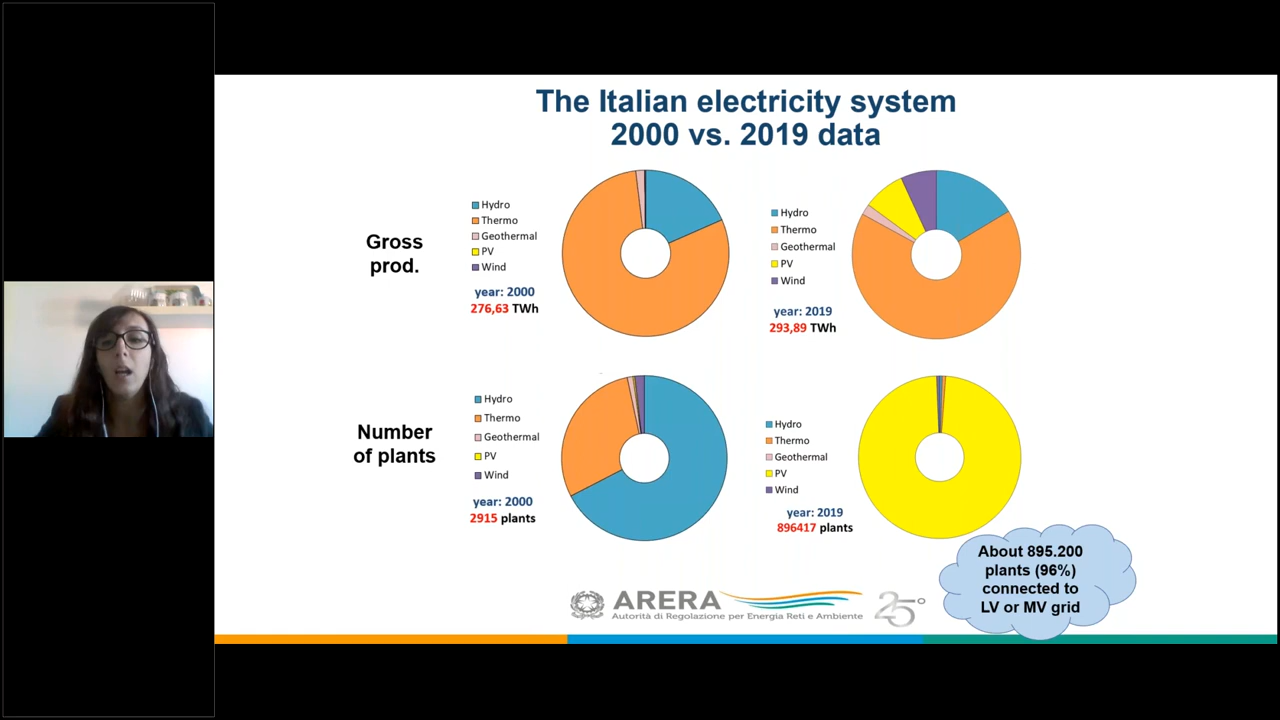 The Italian electricity system
2000 vs. 2019 data
Gross
prod.
Hydro
Thermo
Geothermal
PV
Wind
year: 2000
276,63 TWh
Hydro
Thermo
Geothermal
PV
Wind
year: 2019
293,89 TWh
Number
of plants
Hydro
Thermo
Geothermal
PV
Wind
year: 2000
2915 plants
Hydro
Thermo
Geothermal
PV
Wind
year: 2019
896417 plants
About 895.200
plants (96%)
connected to
LV or MV grid
ARERA
Autorità di Regolazione per Energia Reti e Ambiente
25°